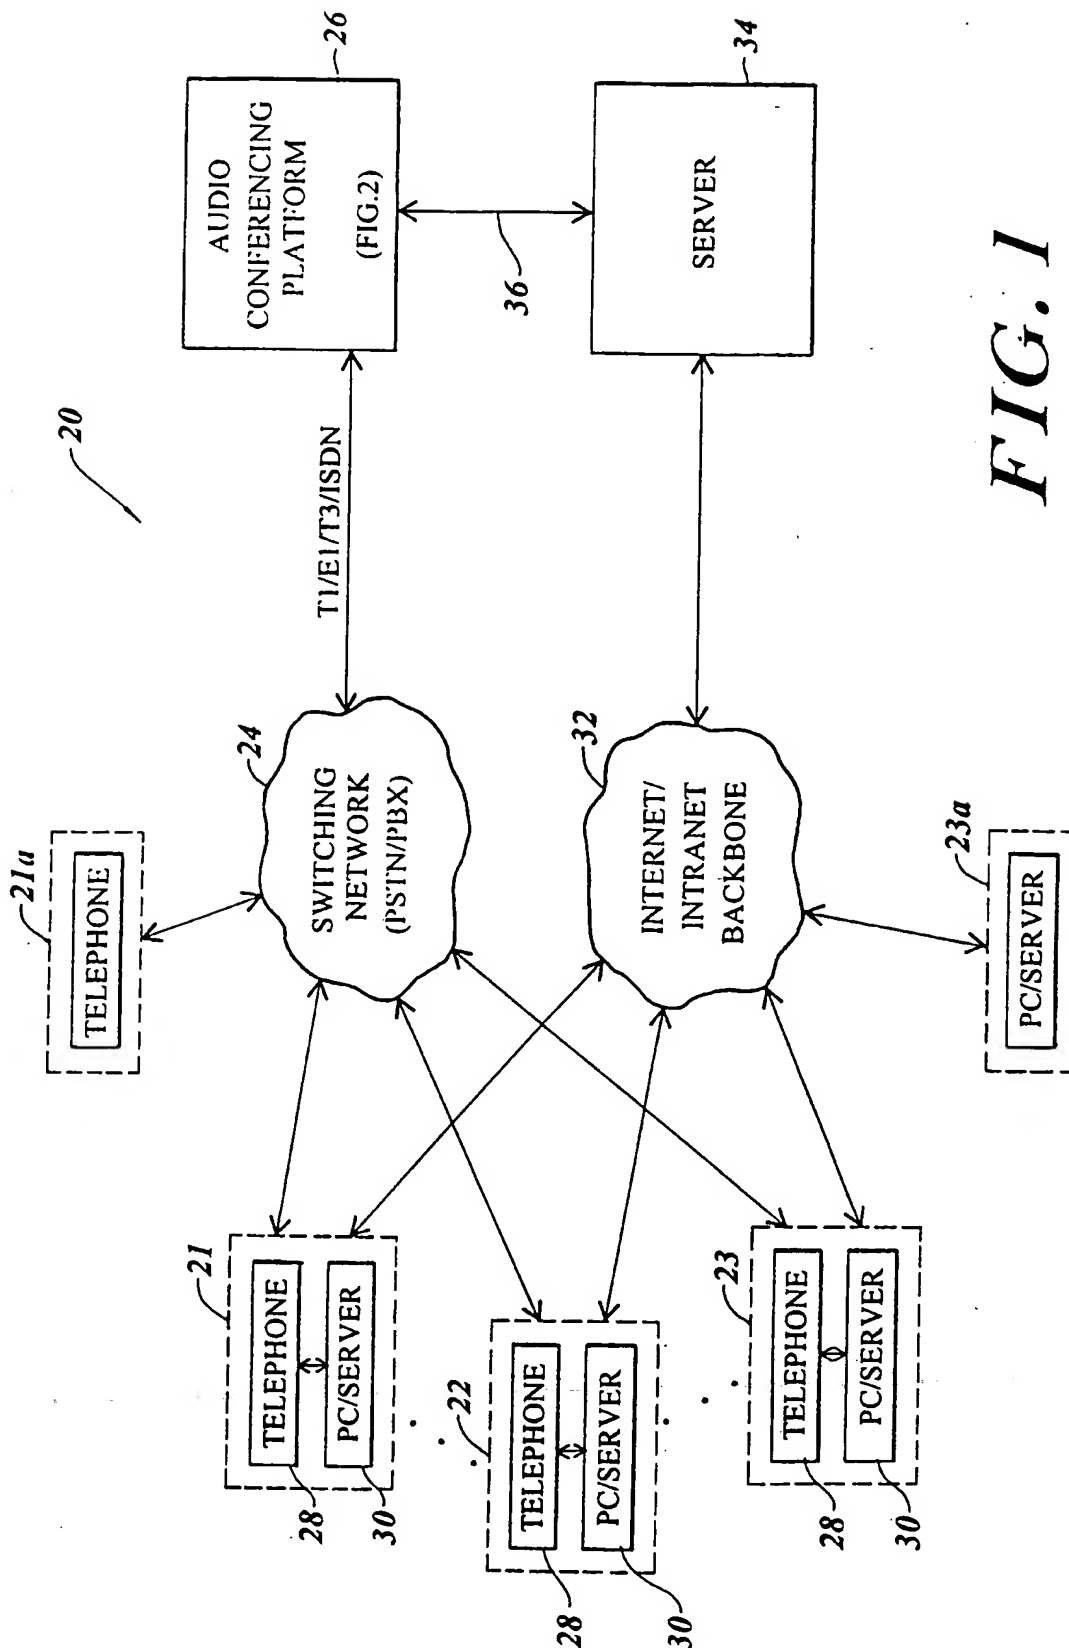 20
21a
TELEPHONE
21
TELEPHONE
PC/SERVER
28
30
22
TELEPHONE
PC/SERVER
28
30
23
TELEPHONE
PC/SERVER
28
30
24
SWITCHING
NETWORK
(PSTN/PBX)
T1/E1/T3/ISDN
26
AUDIO
CONFERENCING
PLATFORM
(FIG.2)
36
32
INTERNET/
INTRANET
BACKBONE
34
SERVER
23a
PC/SERVER
FIG. 1